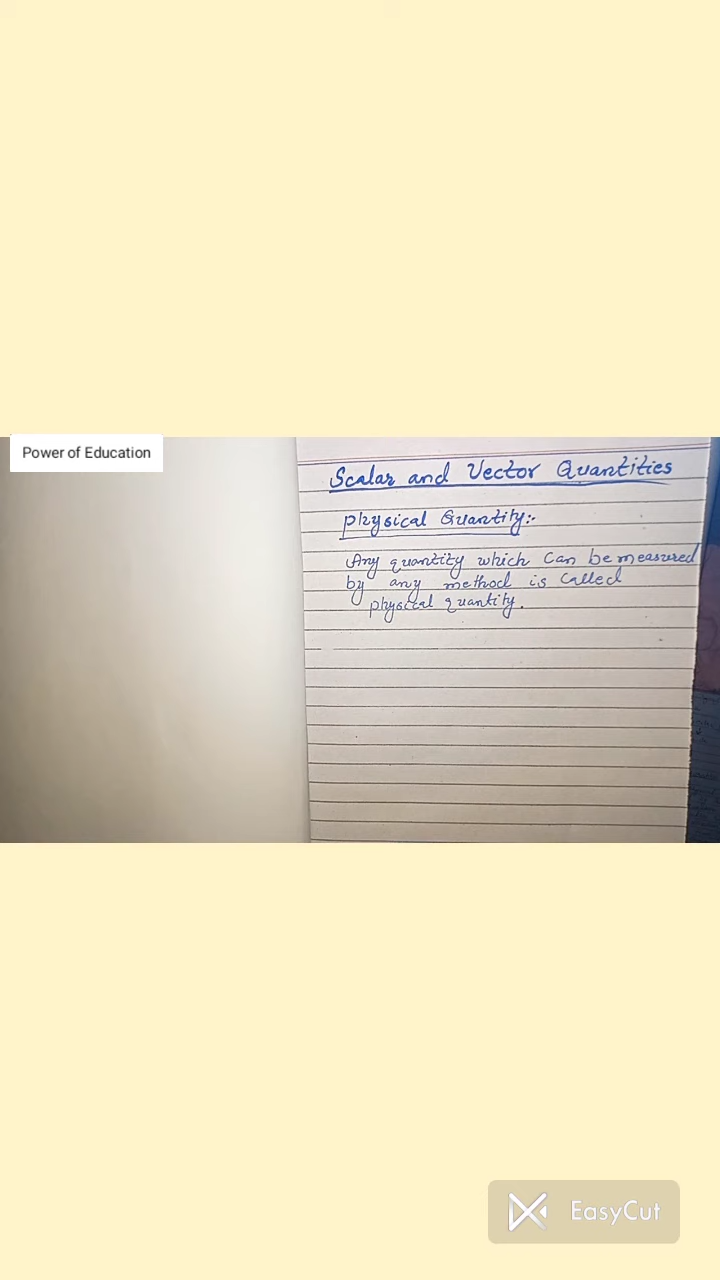 Power of Education
Scalar and Vector Quantities
Physical Quantity:-
Any quantity which can be measured
by any method is called
physical quantity.
EasyCut